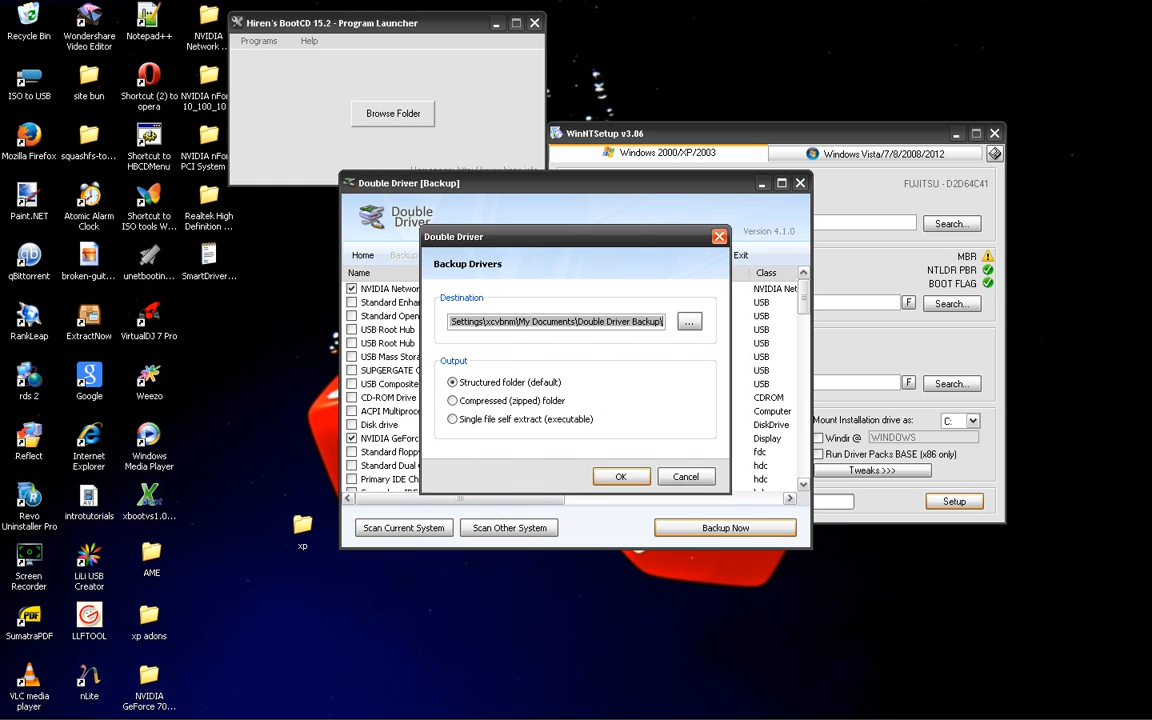 Recycle Bin
Wondershare
Video Editor
Notepad++
NVIDIA
Network ...
ISO to USB
site bun
Shortcut (2) to
opera
NVIDIA nFor
10_100_10
Mozilla Firefox
squashfs-to...
Shortcut to
HBCDMenu
NVIDIA nFor
PCI System
Paint.NET
Atomic Alarm
Clock
Shortcut to
ISO tools W...
Realtek High
Definition ...
qBittorrent
broken-guit...
unetbootin...
SmartDriver...
RankLeap
ExtractNow
VirtualDJ 7 Pro
rds 2
Google
Weezo
Reflect
Internet
Explorer
Windows
Media Player
Revo
Uninstaller Pro
introtutorials
xbootvs1.0...
Screen
Recorder
LiLi USB
Creator
AME
SumatraPDF
LLFTOOL
xp adons
VLC media
player
nLite
NVIDIA
GeForce 70...
xp
Hiren's BootCD 15.2 - Program Launcher
Programs Help
Browse Folder
WinNTSetup v3.06
Windows 2000/XP/2003
Windows Vista/7/8/2008/2012
FUJITSU - D2D64C41
Search...
MBR
NTLDR PBR
BOOT FLAG
F
Search...
F
Search...
Mount Installation drive as:
C:
Windir @
WINDOWS
Run Driver Packs BASE (x86 only)
Tweaks >>>
Setup
Double Driver [Backup]
Double
Driver
Version 4.1.0
Home
Backup
Exit
Name
Class
NVIDIA Networ
NVIDIA Net
Standard Enha
USB
Standard Open
USB
USB Root Hub
USB
USB Root Hub
USB
USB Mass Stora
USB
SUPERGATE C
USB
USB Composite
USB
CD-ROM Drive
CDROM
ACPI Multiproce
Computer
Disk drive
DiskDrive
NVIDIA GeForc
Display
Standard flopp
fdc
Standard Dual
hdc
Primary IDE Ch
hdc
Scan Current System
Scan Other System
Backup Now
Double Driver
Backup Drivers
Destination
Settings\xcvbnm\My Documents\Double Driver Backup\
...
Output
Structured folder (default)
Compressed (zipped) folder
Single file self extract (executable)
OK
Cancel